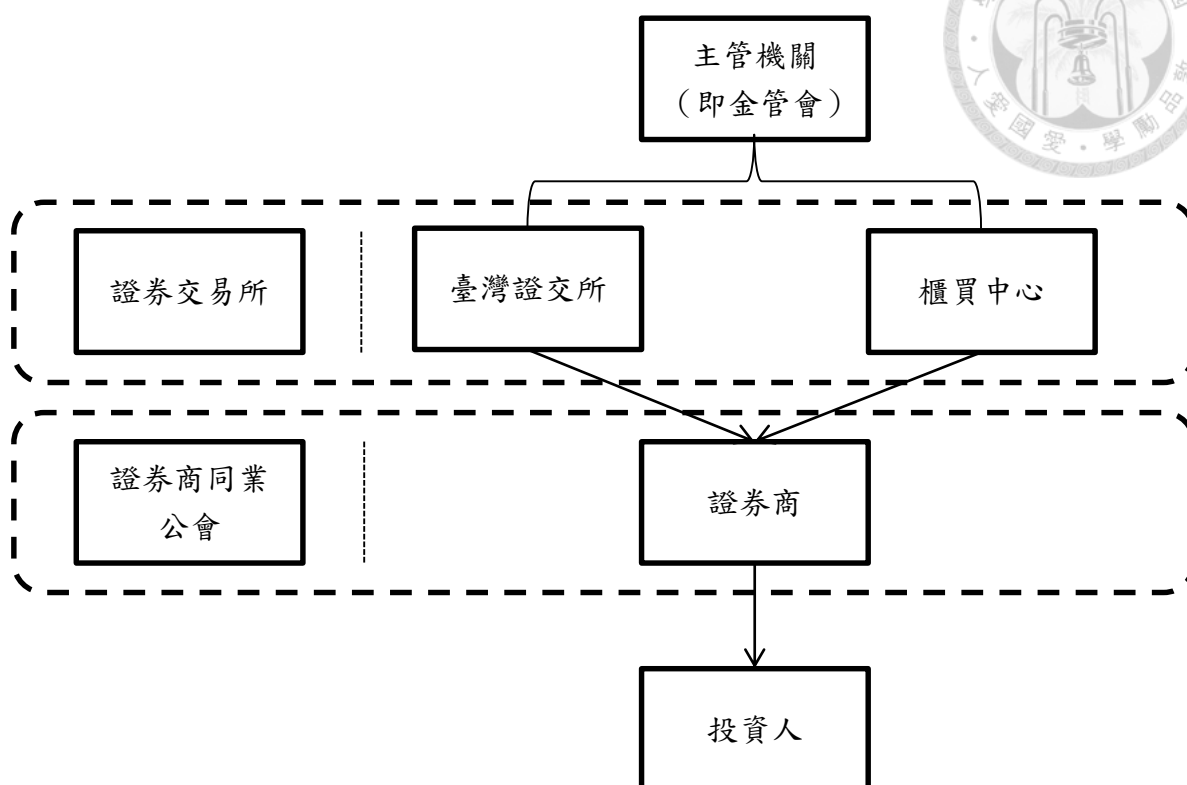 主管機關
（即金管會）
證券交易所
臺灣證交所
櫃買中心
證券商同業
公會
證券商
投資人